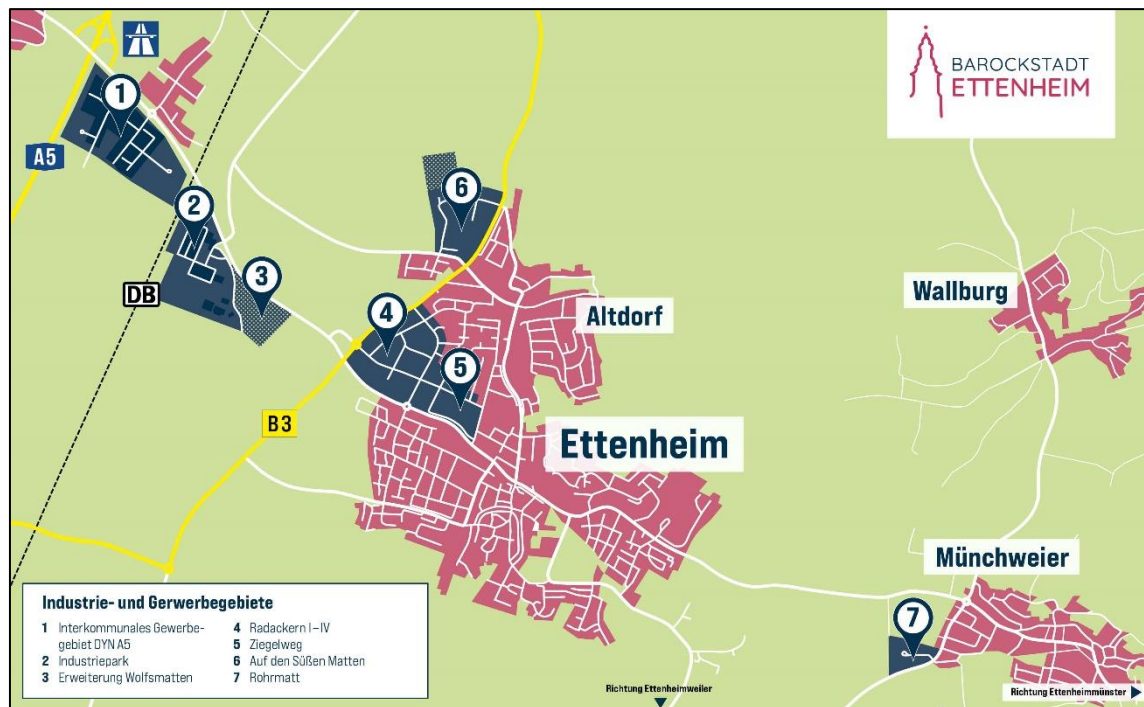 BAROCKSTADT
ETTENHEIM
1
A5
2
6
DB
3
Wallburg
4
Altdorf
5
B3
Ettenheim
Münchweier
7
Industrie- und Gerwerbegebiete
1 Interkommunales Gewerbe-
gebiet DYN A5
2 Industriepark
3 Erweiterung Wolfsmatten
4 Radackern I–IV
5 Ziegelweg
6 Auf den Süßen Matten
7 Rohrmatt
Richtung Ettenheimweiler
Richtung Ettenheimmünster